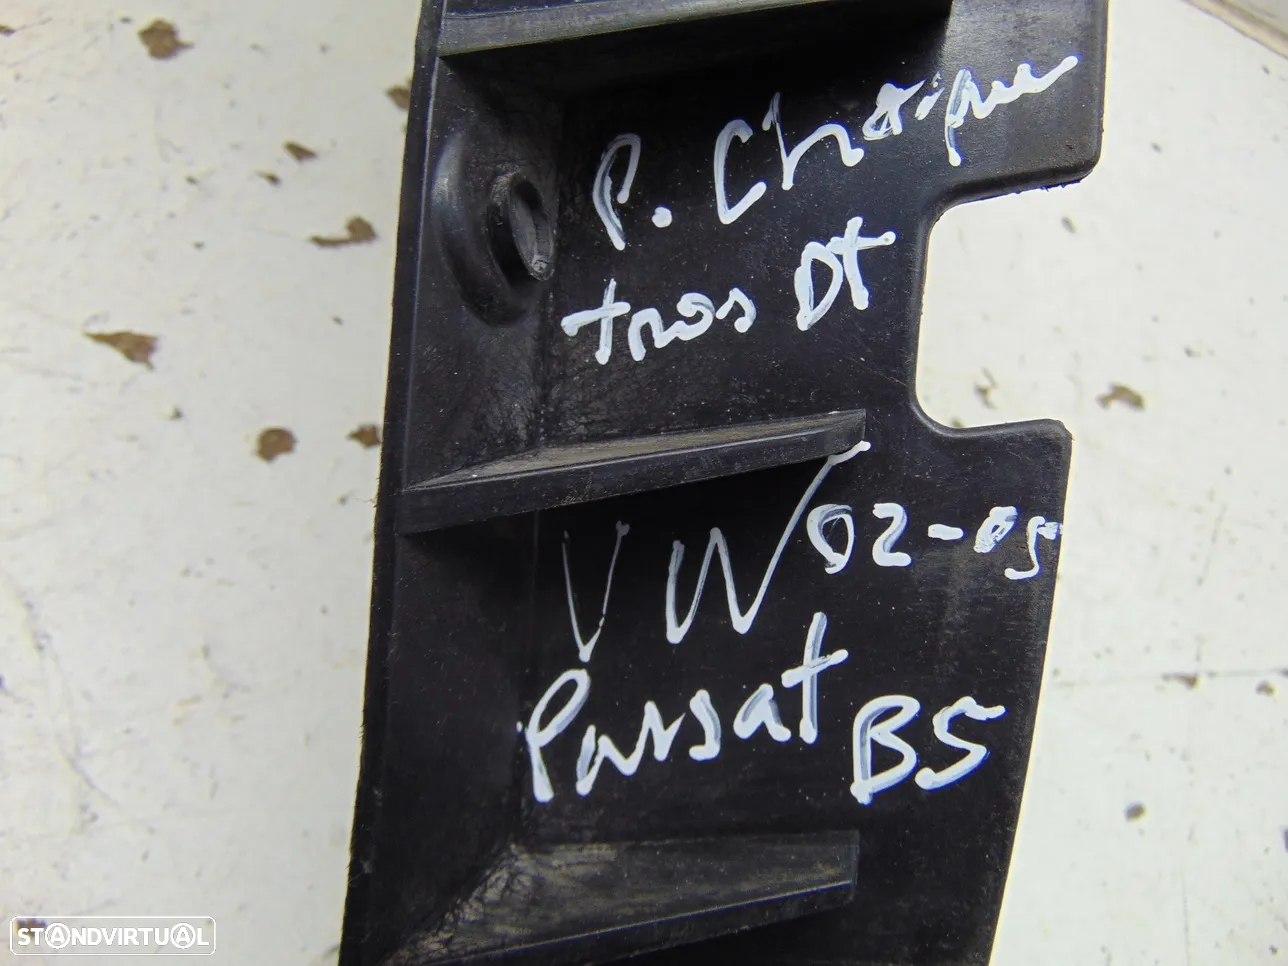 P. Choque
tras Dt
VW 02-05
Passat B5
STANDVIRTUAL